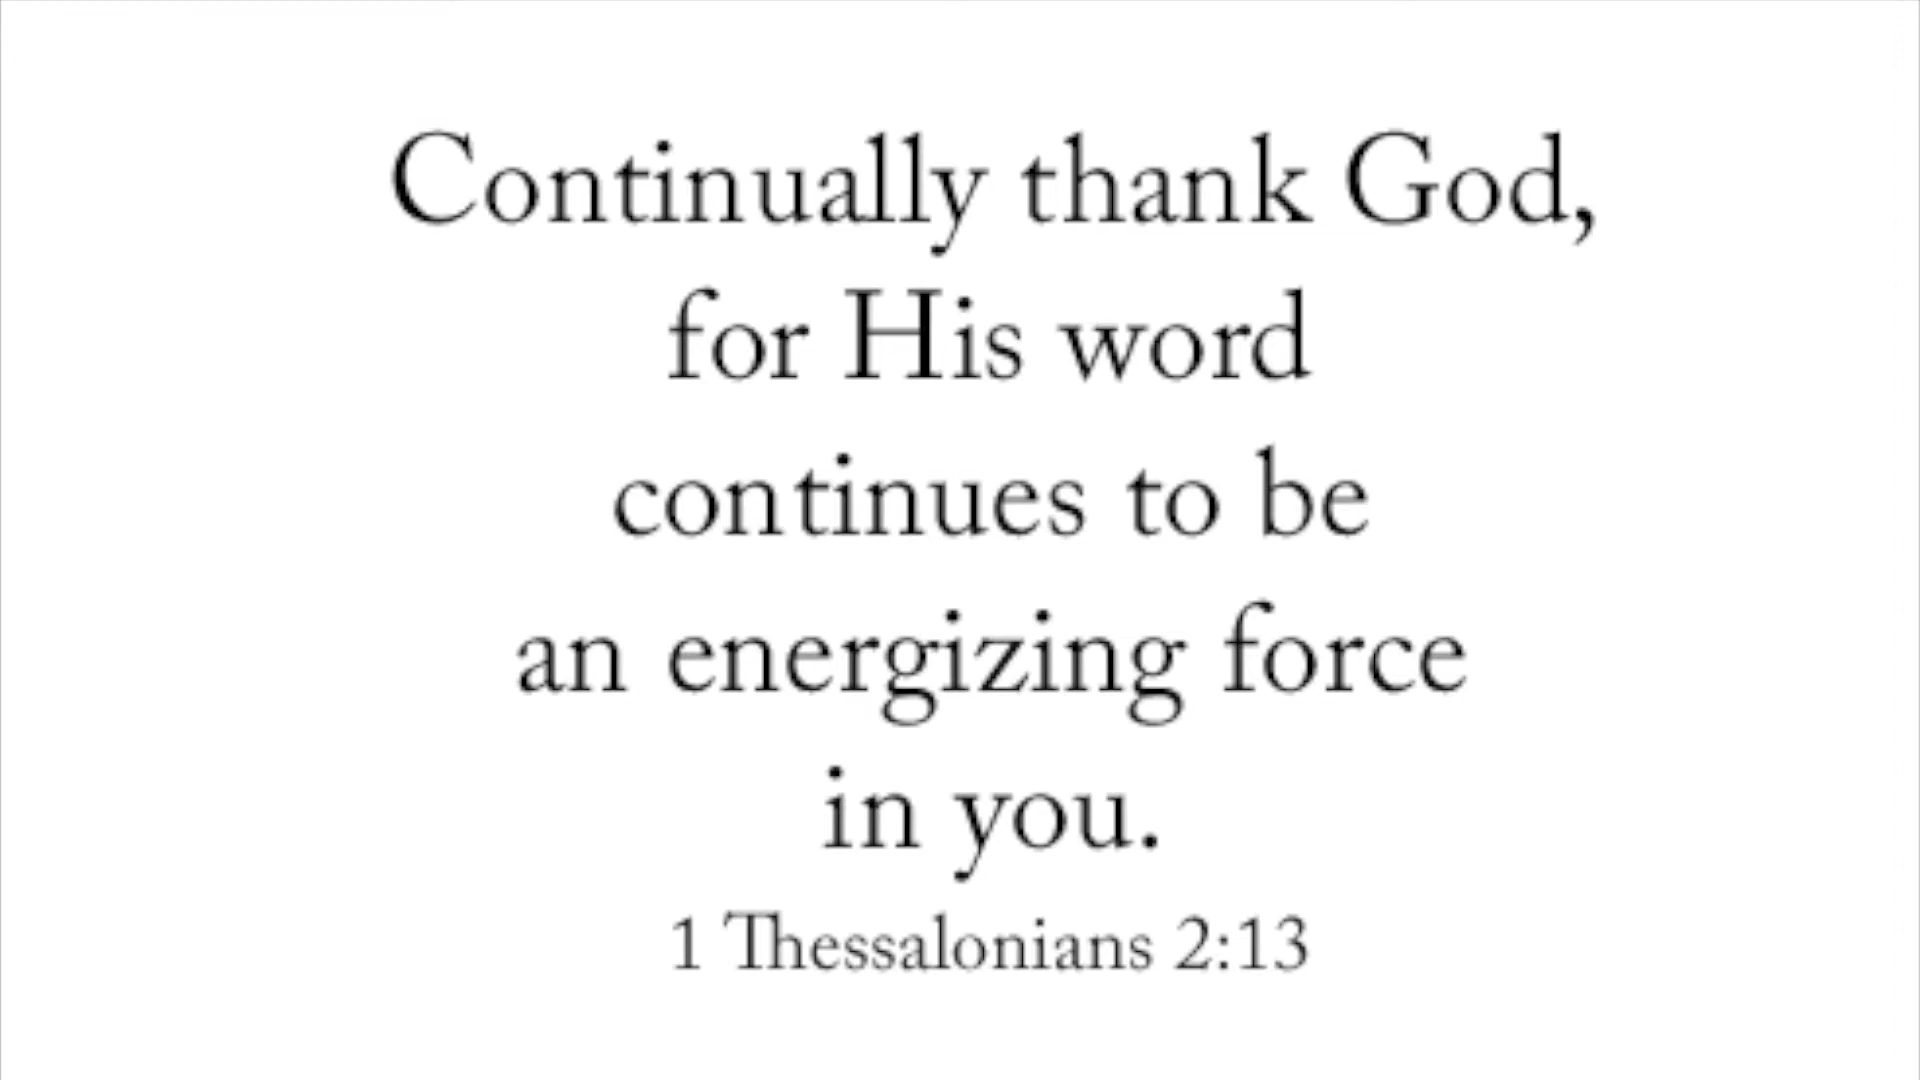 Continually thank God,
for His word
continues to be
an energizing force
in you.
1 Thessalonians 2:13